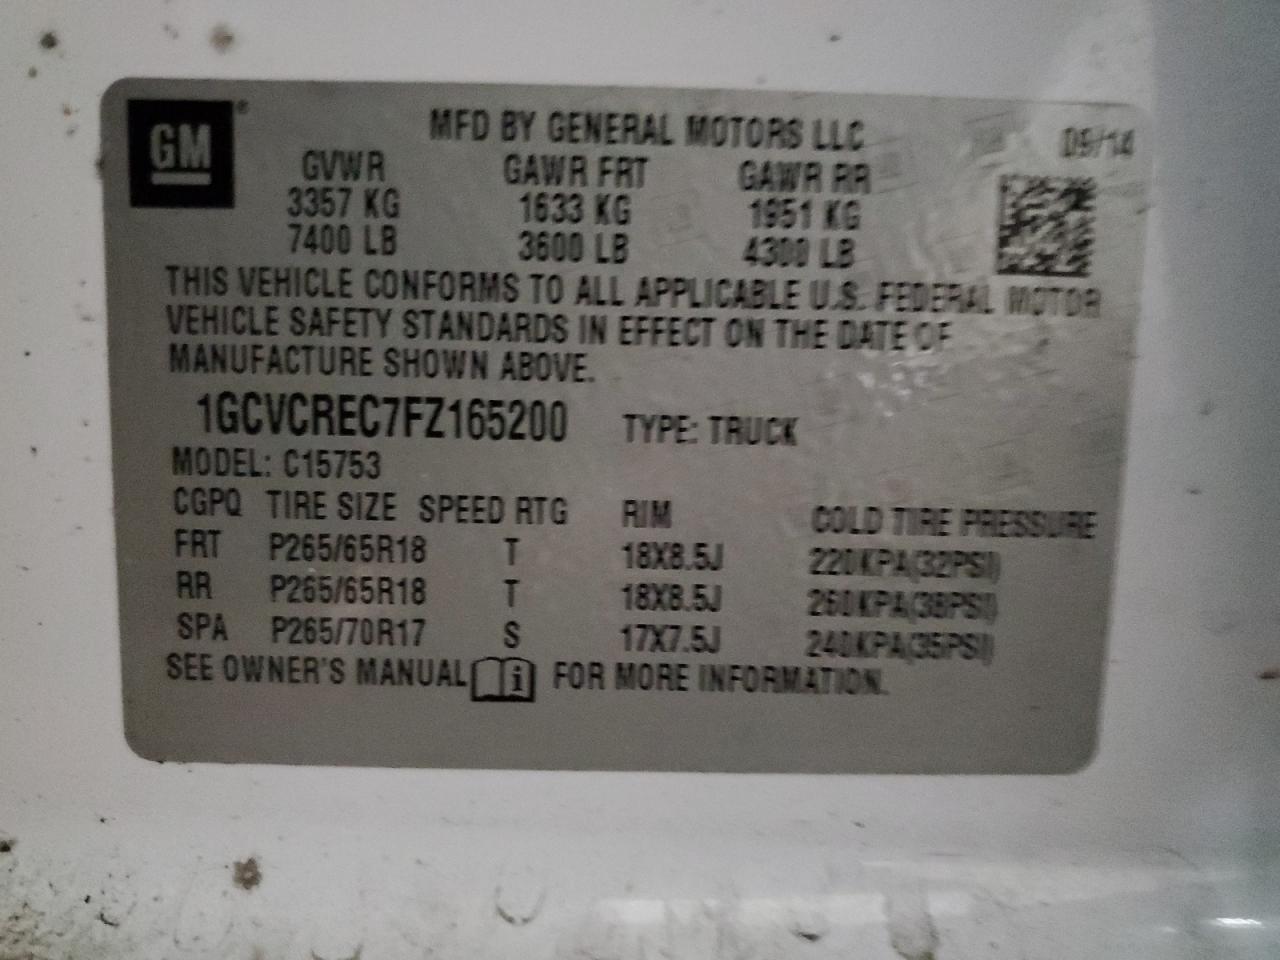 GM®
MFD BY GENERAL MOTORS LLC 09/14
GVWR GAWR FRT GAWR RR
3357 KG 1633 KG 1951 KG
7400 LB 3600 LB 4300 LB
THIS VEHICLE CONFORMS TO ALL APPLICABLE U.S. FEDERAL MOTOR
VEHICLE SAFETY STANDARDS IN EFFECT ON THE DATE OF
MANUFACTURE SHOWN ABOVE.
1GCVCREC7FZ165200 TYPE: TRUCK
MODEL: C15753
CGPQ TIRE SIZE SPEED RTG RIM COLD TIRE PRESSURE
FRT P265/65R18 T 18X8.5J 220KPA(32PSI)
RR P265/65R18 T 18X8.5J 260KPA(38PSI)
SPA P265/70R17 S 17X7.5J 240KPA(35PSI)
SEE OWNER'S MANUAL i FOR MORE INFORMATION.